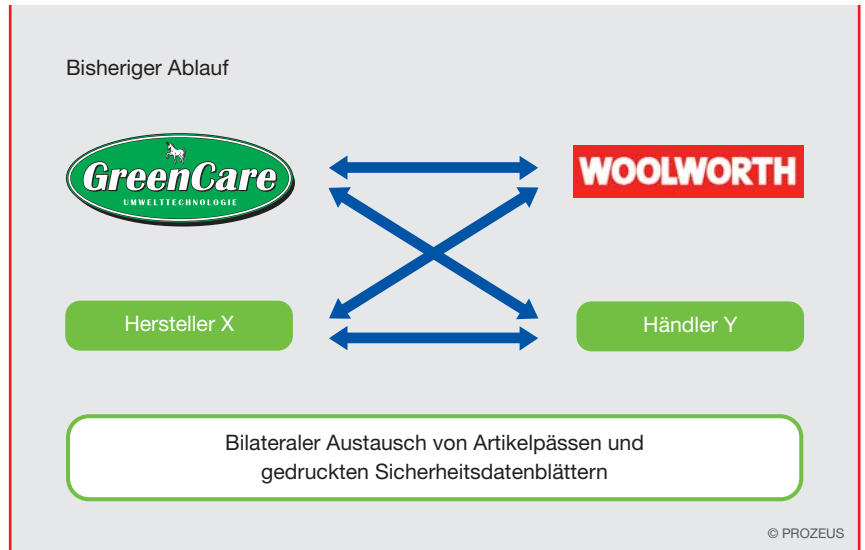 Bisheriger Ablauf
GreenCare
UMWELTTECHNOLOGIE
WOOLWORTH
Hersteller X
Händler Y
Bilateraler Austausch von Artikelpässen und
gedruckten Sicherheitsdatenblättern
© PROZEUS